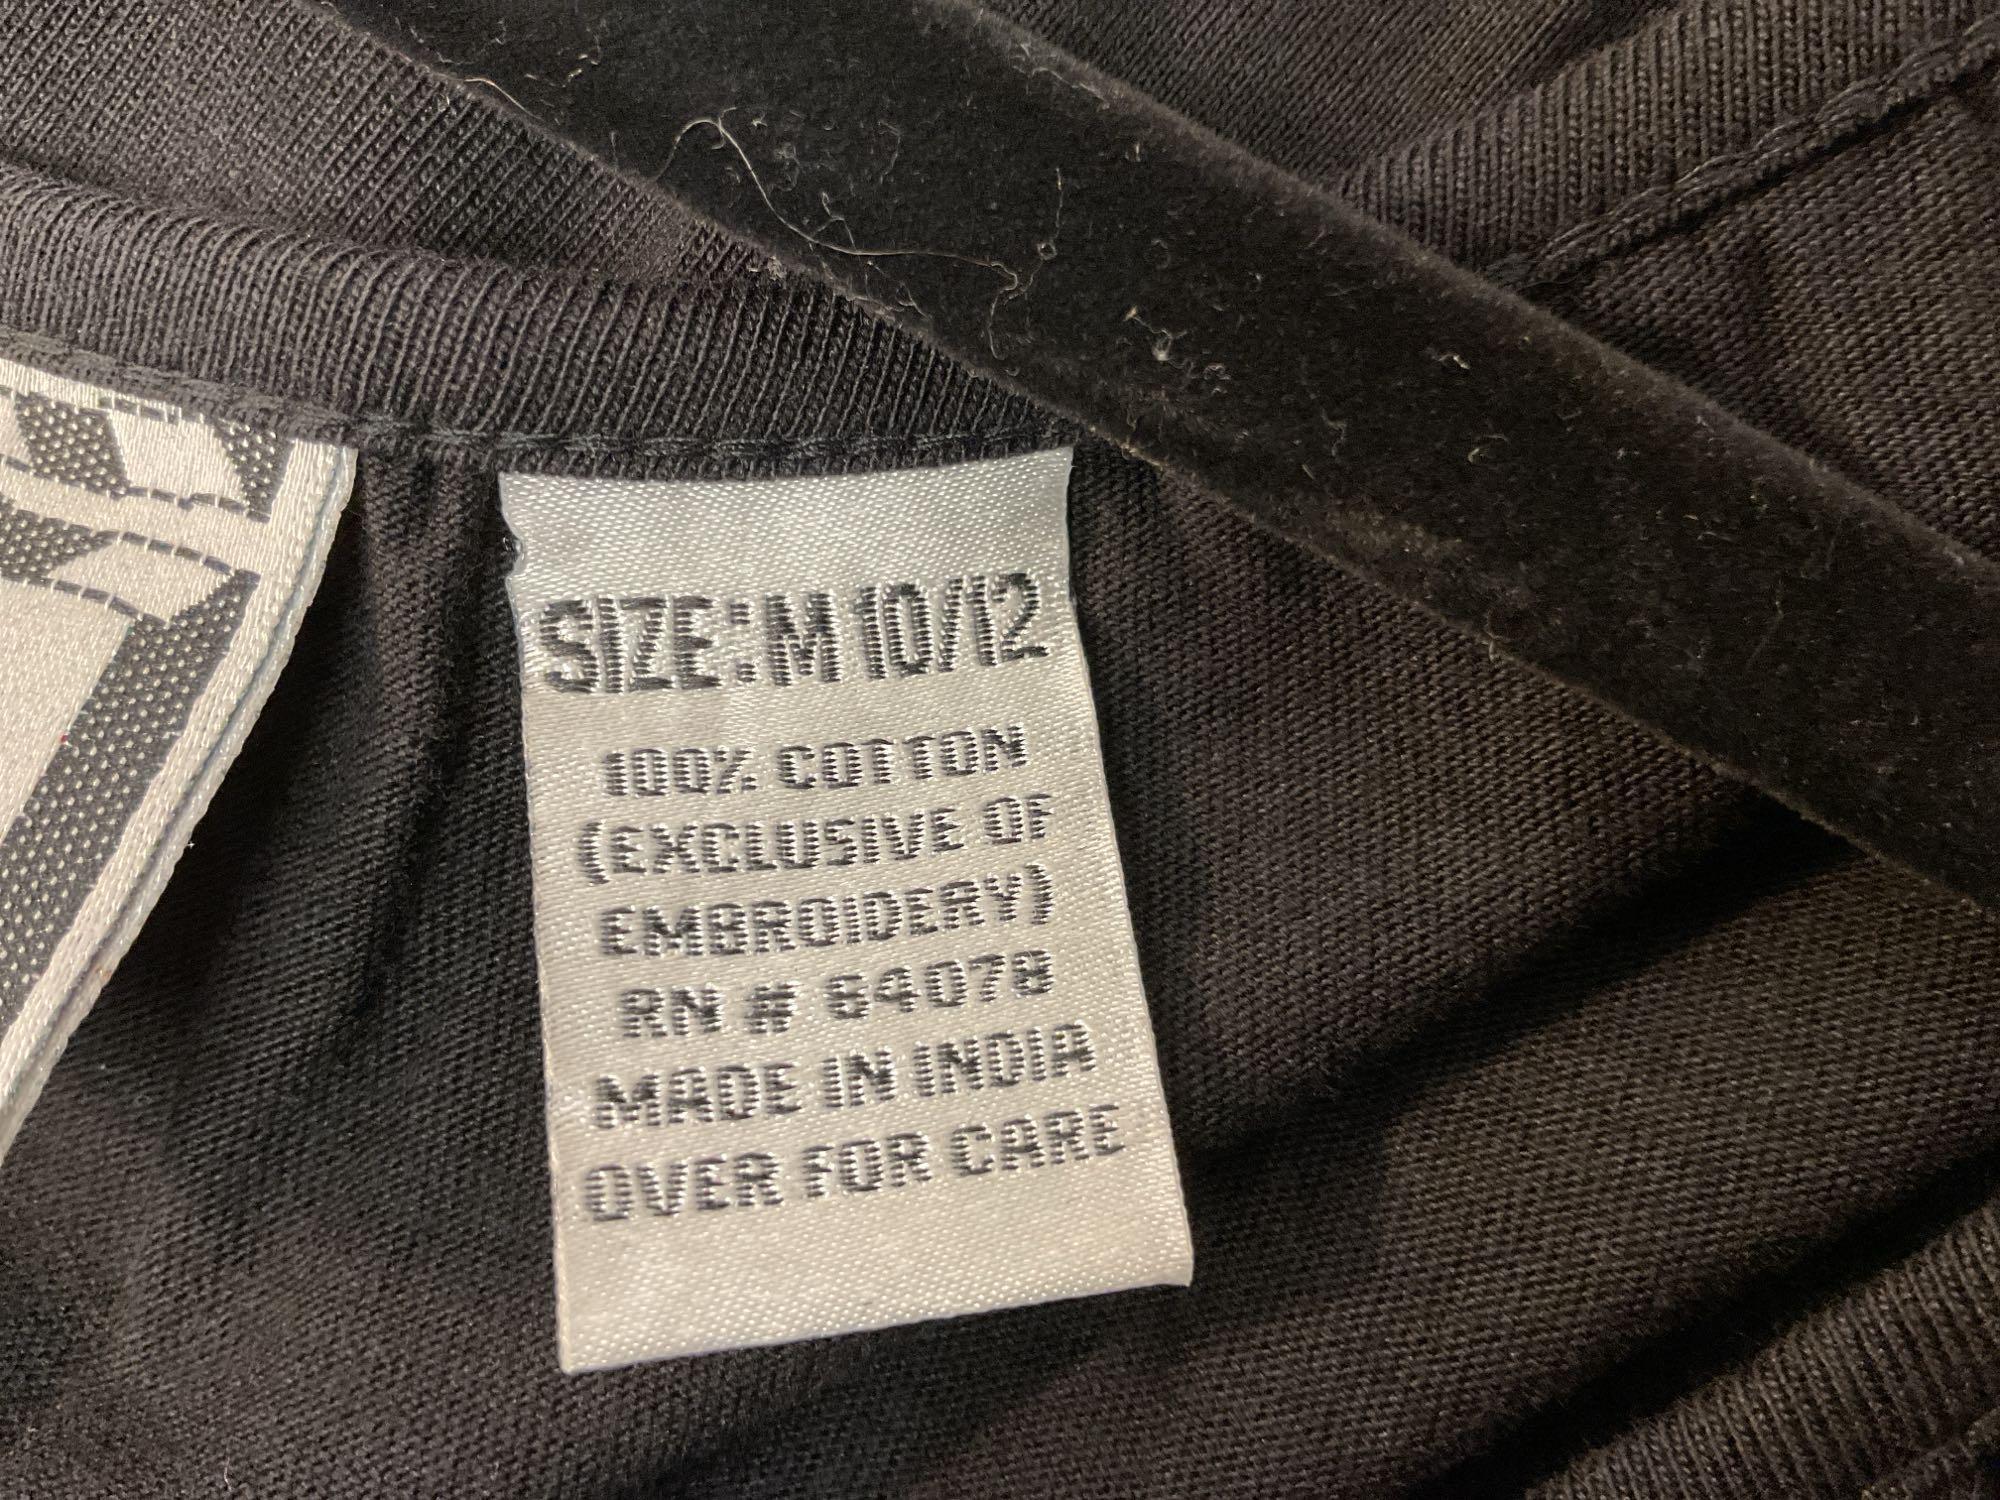 SIZE:M 10/12
100% COTTON
(EXCLUSIVE OF
EMBROIDERY)
RN # 64078
MADE IN INDIA
OVER FOR CARE